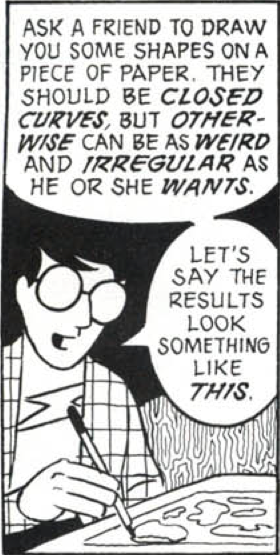 ASK A FRIEND TO DRAW
YOU SOME SHAPES ON A
PIECE OF PAPER. THEY
SHOULD BE CLOSED
CURVES, BUT OTHER-
WISE CAN BE AS WEIRD
AND IRREGULAR AS
HE OR SHE WANTS.
LET'S
SAY THE
RESULTS
LOOK
SOMETHING
LIKE
THIS.